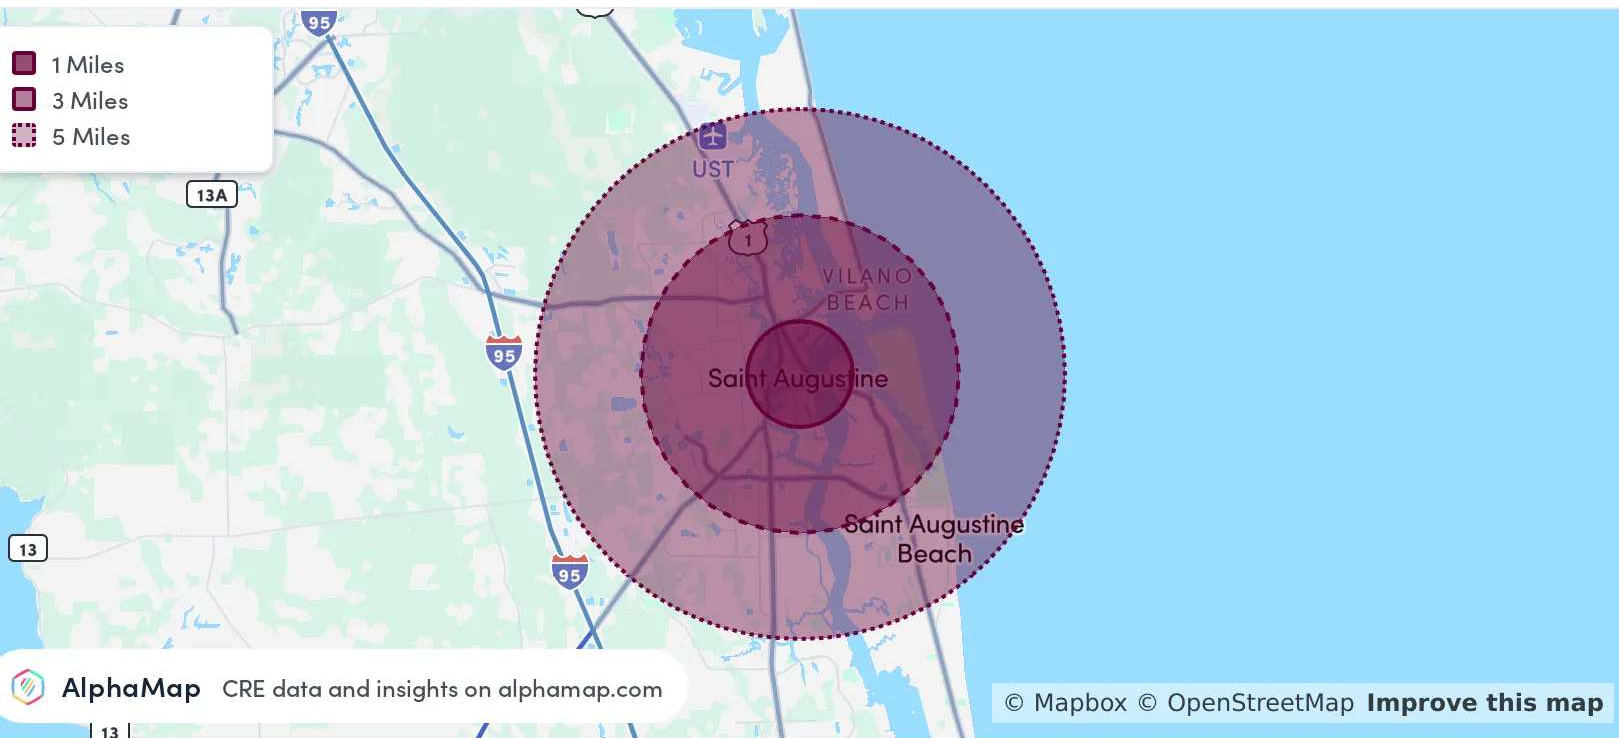 95
1 Miles
3 Miles
5 Miles
UST
13A
1
VILANO
BEACH
95
Saint Augustine
Saint Augustine
Beach
13
95
AlphaMap CRE data and insights on alphamap.com
© Mapbox © OpenStreetMap Improve this map
13